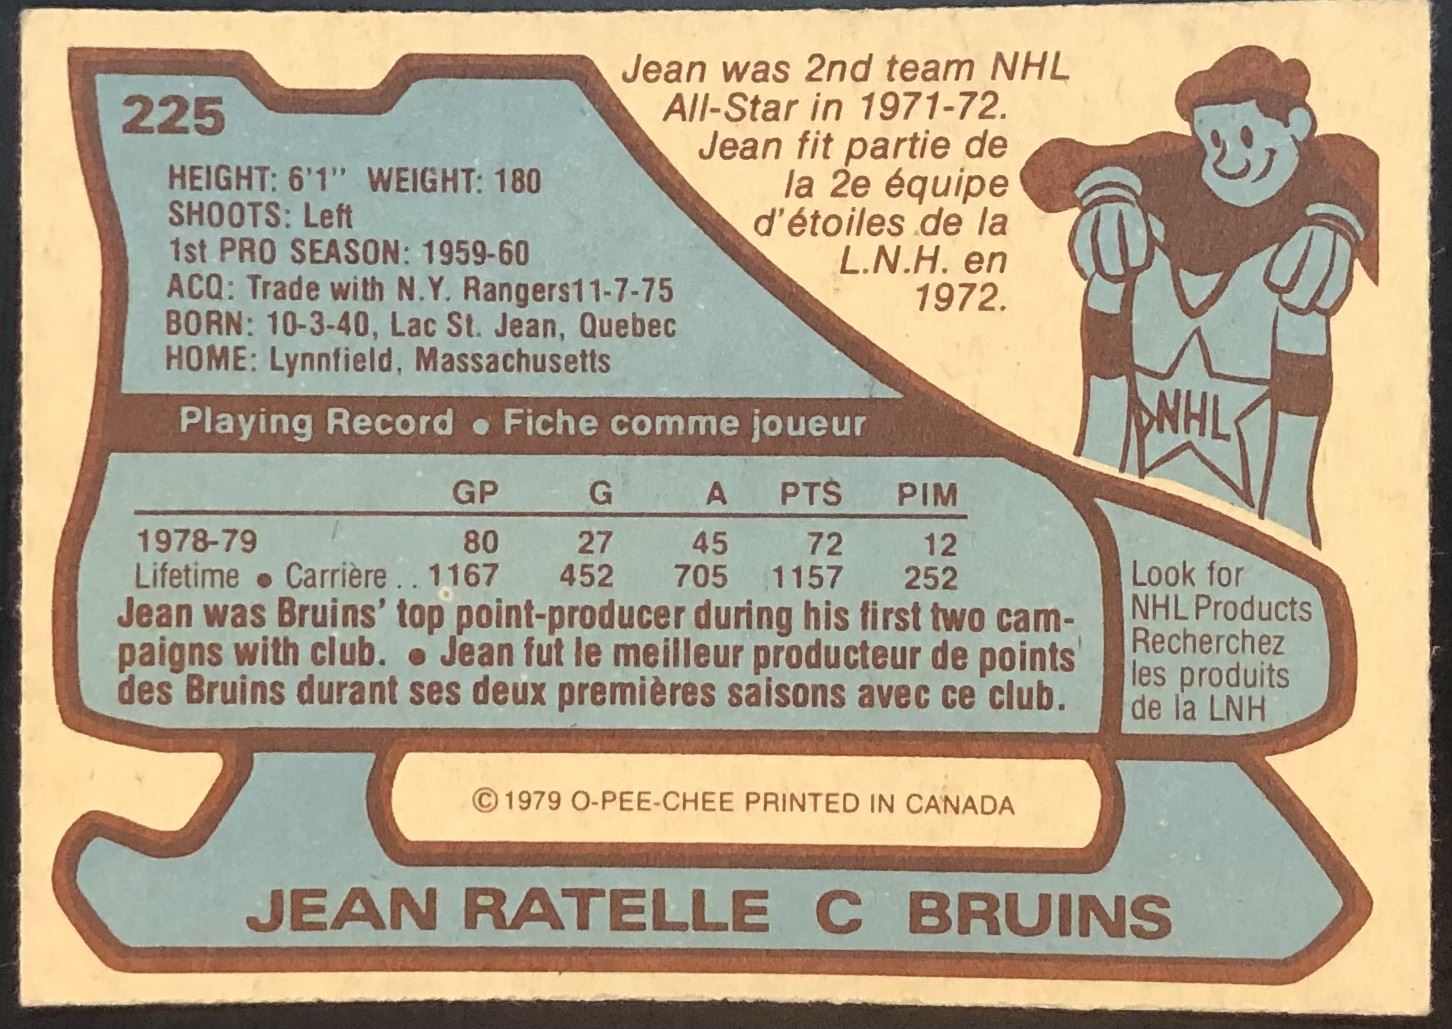 225
HEIGHT: 6'1" WEIGHT: 180
SHOOTS: Left
1st PRO SEASON: 1959-60
ACQ: Trade with N.Y. Rangers11-7-75
BORN: 10-3-40, Lac St. Jean, Quebec
HOME: Lynnfield, Massachusetts
Jean was 2nd team NHL
All-Star in 1971-72.
Jean fit partie de
la 2e équipe
d'étoiles de la
L.N.H. en
1972.
NHL
Playing Record • Fiche comme joueur
GP G A PTS PIM
1978-79 80 27 45 72 12
Lifetime • Carrière .. 1167 452 705 1157 252
Jean was Bruins' top point-producer during his first two cam-
paigns with club. • Jean fut le meilleur producteur de points
des Bruins durant ses deux premières saisons avec ce club.
Look for
NHL Products
Recherchez
les produits
de la LNH
© 1979 O-PEE-CHEE PRINTED IN CANADA
JEAN RATELLE C BRUINS